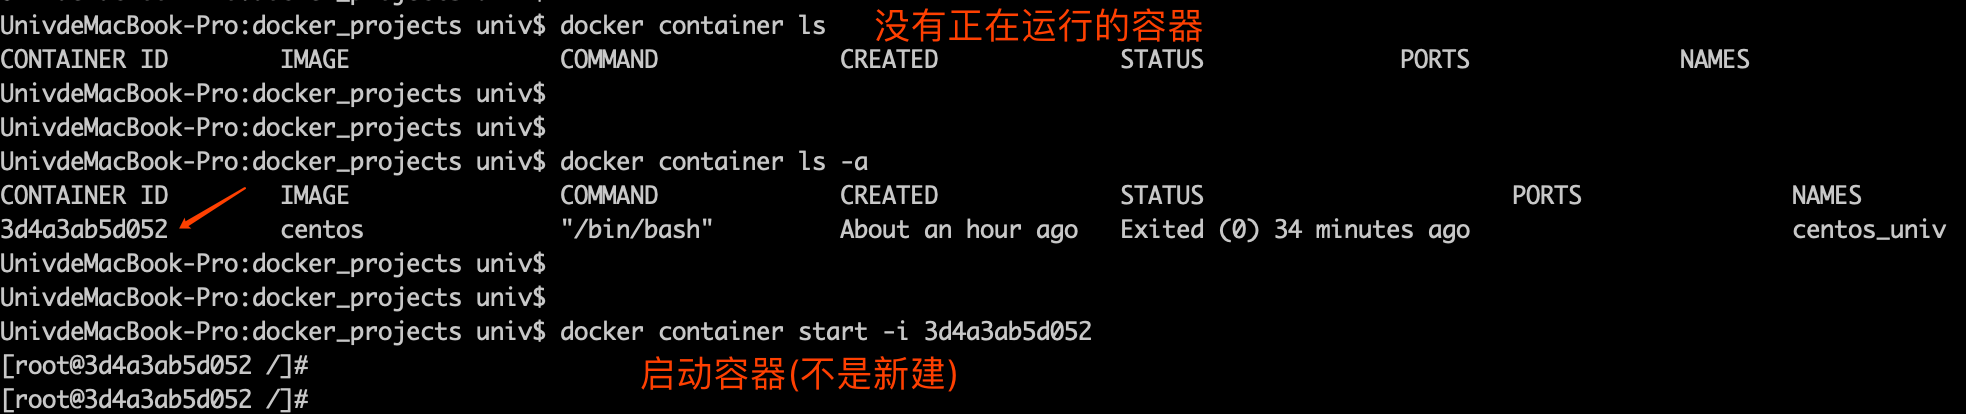 UnivdeMacBook-Pro:docker_projects univ$ docker container ls 没有正在运行的容器
CONTAINER ID IMAGE COMMAND CREATED STATUS PORTS NAMES
UnivdeMacBook-Pro:docker_projects univ$
UnivdeMacBook-Pro:docker_projects univ$
UnivdeMacBook-Pro:docker_projects univ$ docker container ls -a
CONTAINER ID IMAGE COMMAND CREATED STATUS PORTS NAMES
3d4a3ab5d052 centos "/bin/bash" About an hour ago Exited (0) 34 minutes ago centos_univ
UnivdeMacBook-Pro:docker_projects univ$
UnivdeMacBook-Pro:docker_projects univ$
UnivdeMacBook-Pro:docker_projects univ$ docker container start -i 3d4a3ab5d052
[root@3d4a3ab5d052 /]#
启动容器(不是新建)
[root@3d4a3ab5d052 /]#